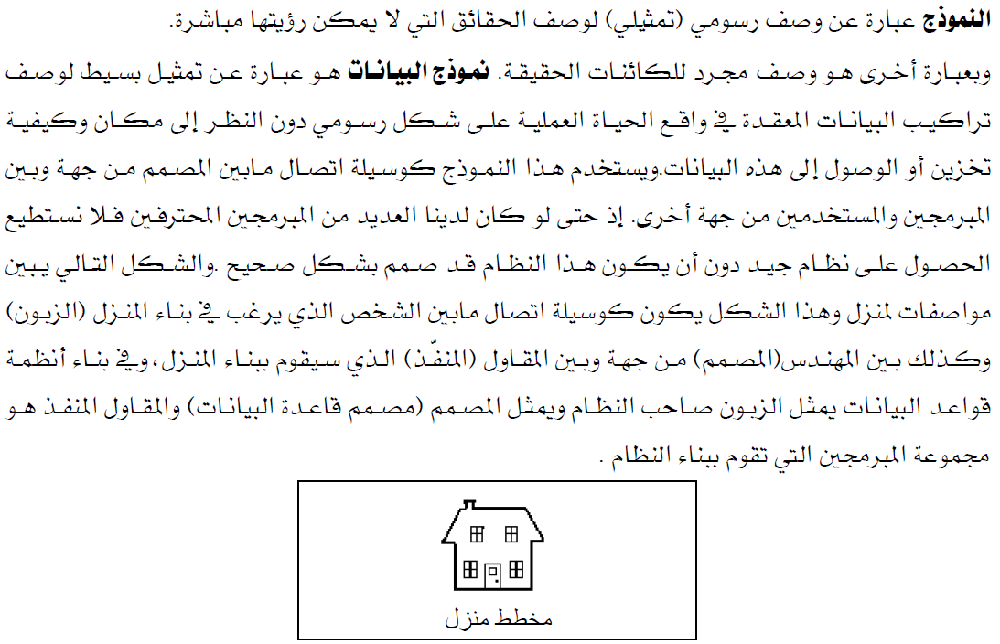 النموذج عبارة عن وصف رسومي (تمثيلي) لوصف الحقائق التي لا يمكن رؤيتها مباشرة.
وبعبارة أخرى هو وصف مجرد للكائنات الحقيقة. نموذج البيانات هو عبارة عن تمثيل بسيط لوصف
تراكيب البيانات المعقدة في واقع الحياة العملية على شكل رسومي دون النظر إلى مكان وكيفية
تخزين أو الوصول إلى هذه البيانات.ويستخدم هذا النموذج كوسيلة اتصال مابين المصمم من جهة وبين
المبرمجين والمستخدمين من جهة أخرى. إذ حتى لو كان لدينا العديد من المبرمجين المحترفين فلا نستطيع
الحصول على نظام جيد دون أن يكون هذا النظام قد صمم بشكل صحيح .والشكل التالي يبين
مواصفات لمنزل وهذا الشكل يكون كوسيلة اتصال مابين الشخص الذي يرغب في بناء المنزل (الزبون)
وكذلك بين المهندس(المصمم) من جهة وبين المقاول (المنفّذ) الذي سيقوم ببناء المنزل، وفي بناء أنظمة
قواعد البيانات يمثل الزبون صاحب النظام ويمثل المصمم (مصمم قاعدة البيانات) والمقاول المنفذ هو
مجموعة المبرمجين التي تقوم ببناء النظام .
مخطط منزل